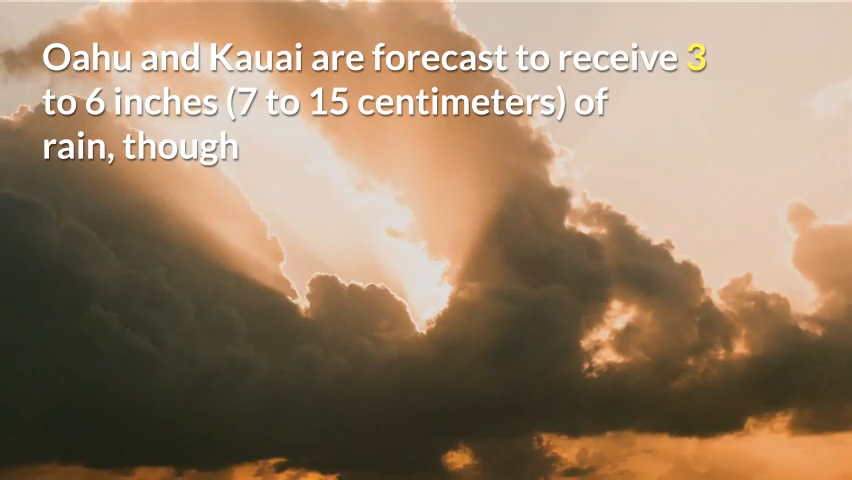 Oahu and Kauai are forecast to receive 3
to 6 inches (7 to 15 centimeters) of
rain, though